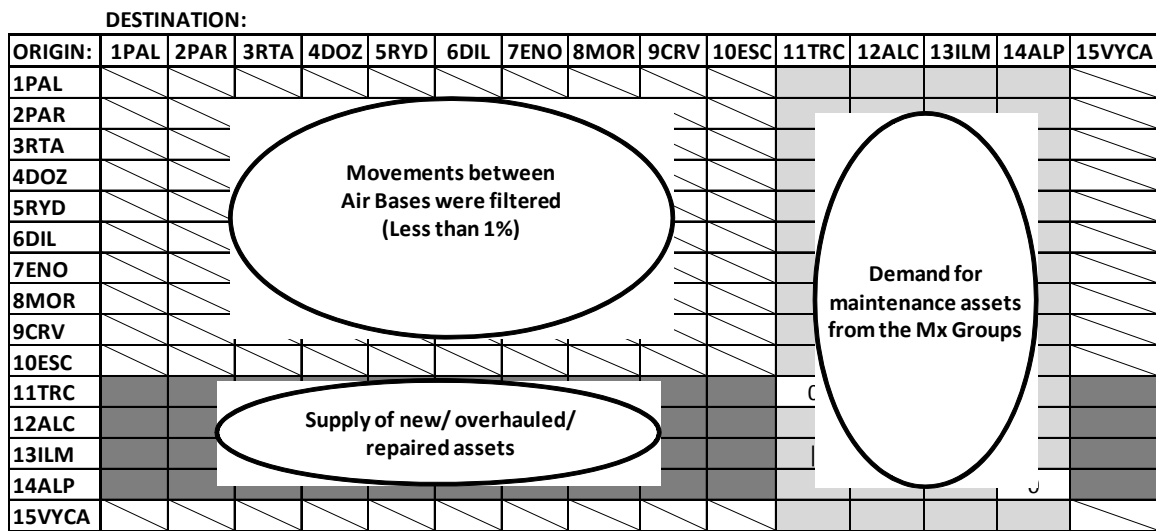 DESTINATION:
ORIGIN: 1PAL 2PAR 3RTA 4DOZ 5RYD 6DIL 7ENO 8MOR 9CRV 10ESC 11TRC 12ALC 13ILM 14ALP 15VYCA
1PAL
2PAR
3RTA
4DOZ
5RYD
6DIL
7ENO
8MOR
9CRV
10ESC
11TRC
12ALC
13ILM
14ALP
15VYCA
Movements between
Air Bases were filtered
(Less than 1%)
Demand for
maintenance assets
from the Mx Groups
Supply of new/ overhauled/
repaired assets